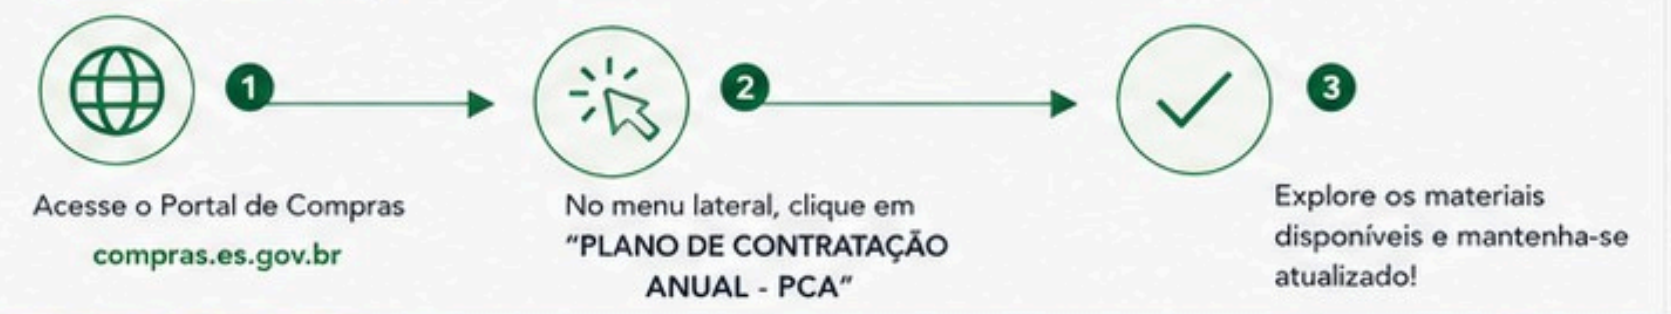 1
Acesse o Portal de Compras
compras.es.gov.br
2
No menu lateral, clique em
“PLANO DE CONTRATAÇÃO
ANUAL - PCA”
3
Explore os materiais
disponíveis e mantenha-se
atualizado!